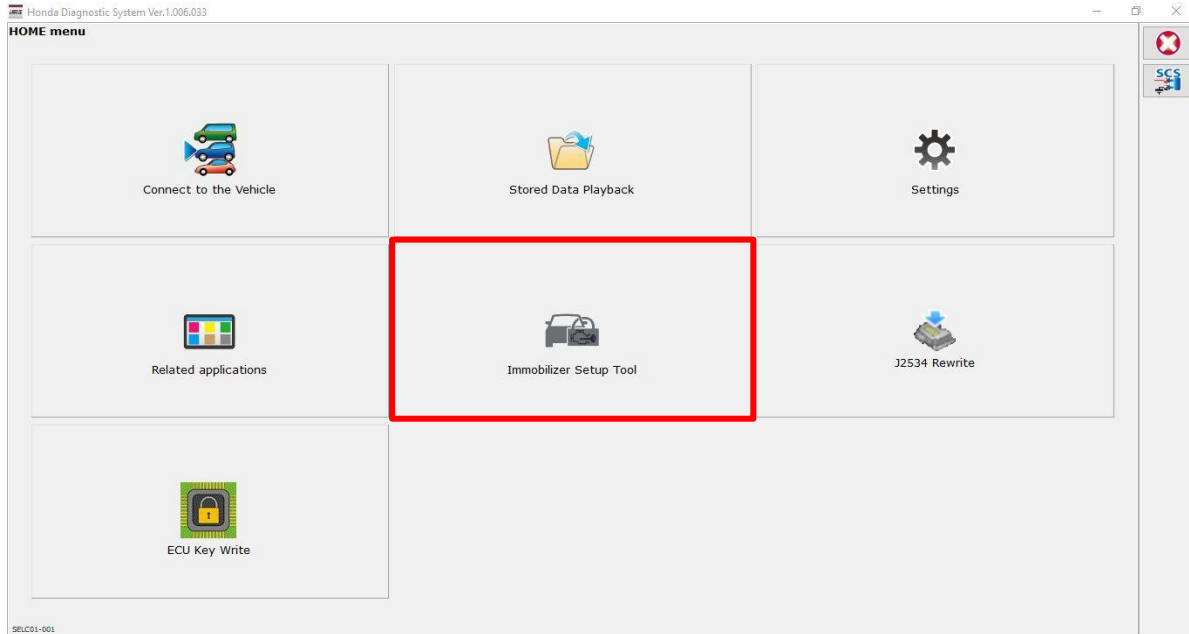 Honda Diagnostic System Ver.1.006.033
HOME menu
SCS
Connect to the Vehicle
Stored Data Playback
Settings
Related applications
Immobilizer Setup Tool
J2534 Rewrite
ECU Key Write
SELC01-001